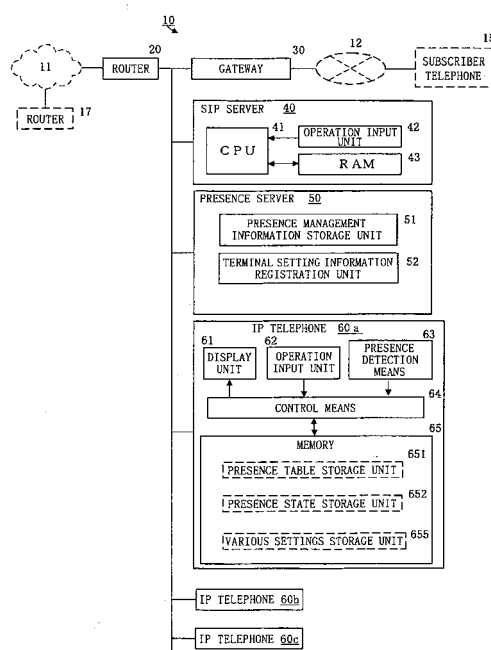 10
11
20
ROUTER
30
GATEWAY
12
SUBSCRIBER
TELEPHONE
ROUTER
17
SIP SERVER 40
41
CPU
42
OPERATION INPUT
UNIT
43
RAM
PRESENCE SERVER 50
51
PRESENCE MANAGEMENT
INFORMATION STORAGE UNIT
52
TERMINAL SETTING INFORMATION
REGISTRATION UNIT
IP TELEPHONE 60a
61
DISPLAY
UNIT
62
OPERATION
INPUT UNIT
63
PRESENCE
DETECTION
MEANS
64
CONTROL MEANS
65
MEMORY
651
PRESENCE TABLE STORAGE UNIT
652
PRESENCE STATE STORAGE UNIT
655
VARIOUS SETTINGS STORAGE UNIT
IP TELEPHONE 60b
IP TELEPHONE 60c